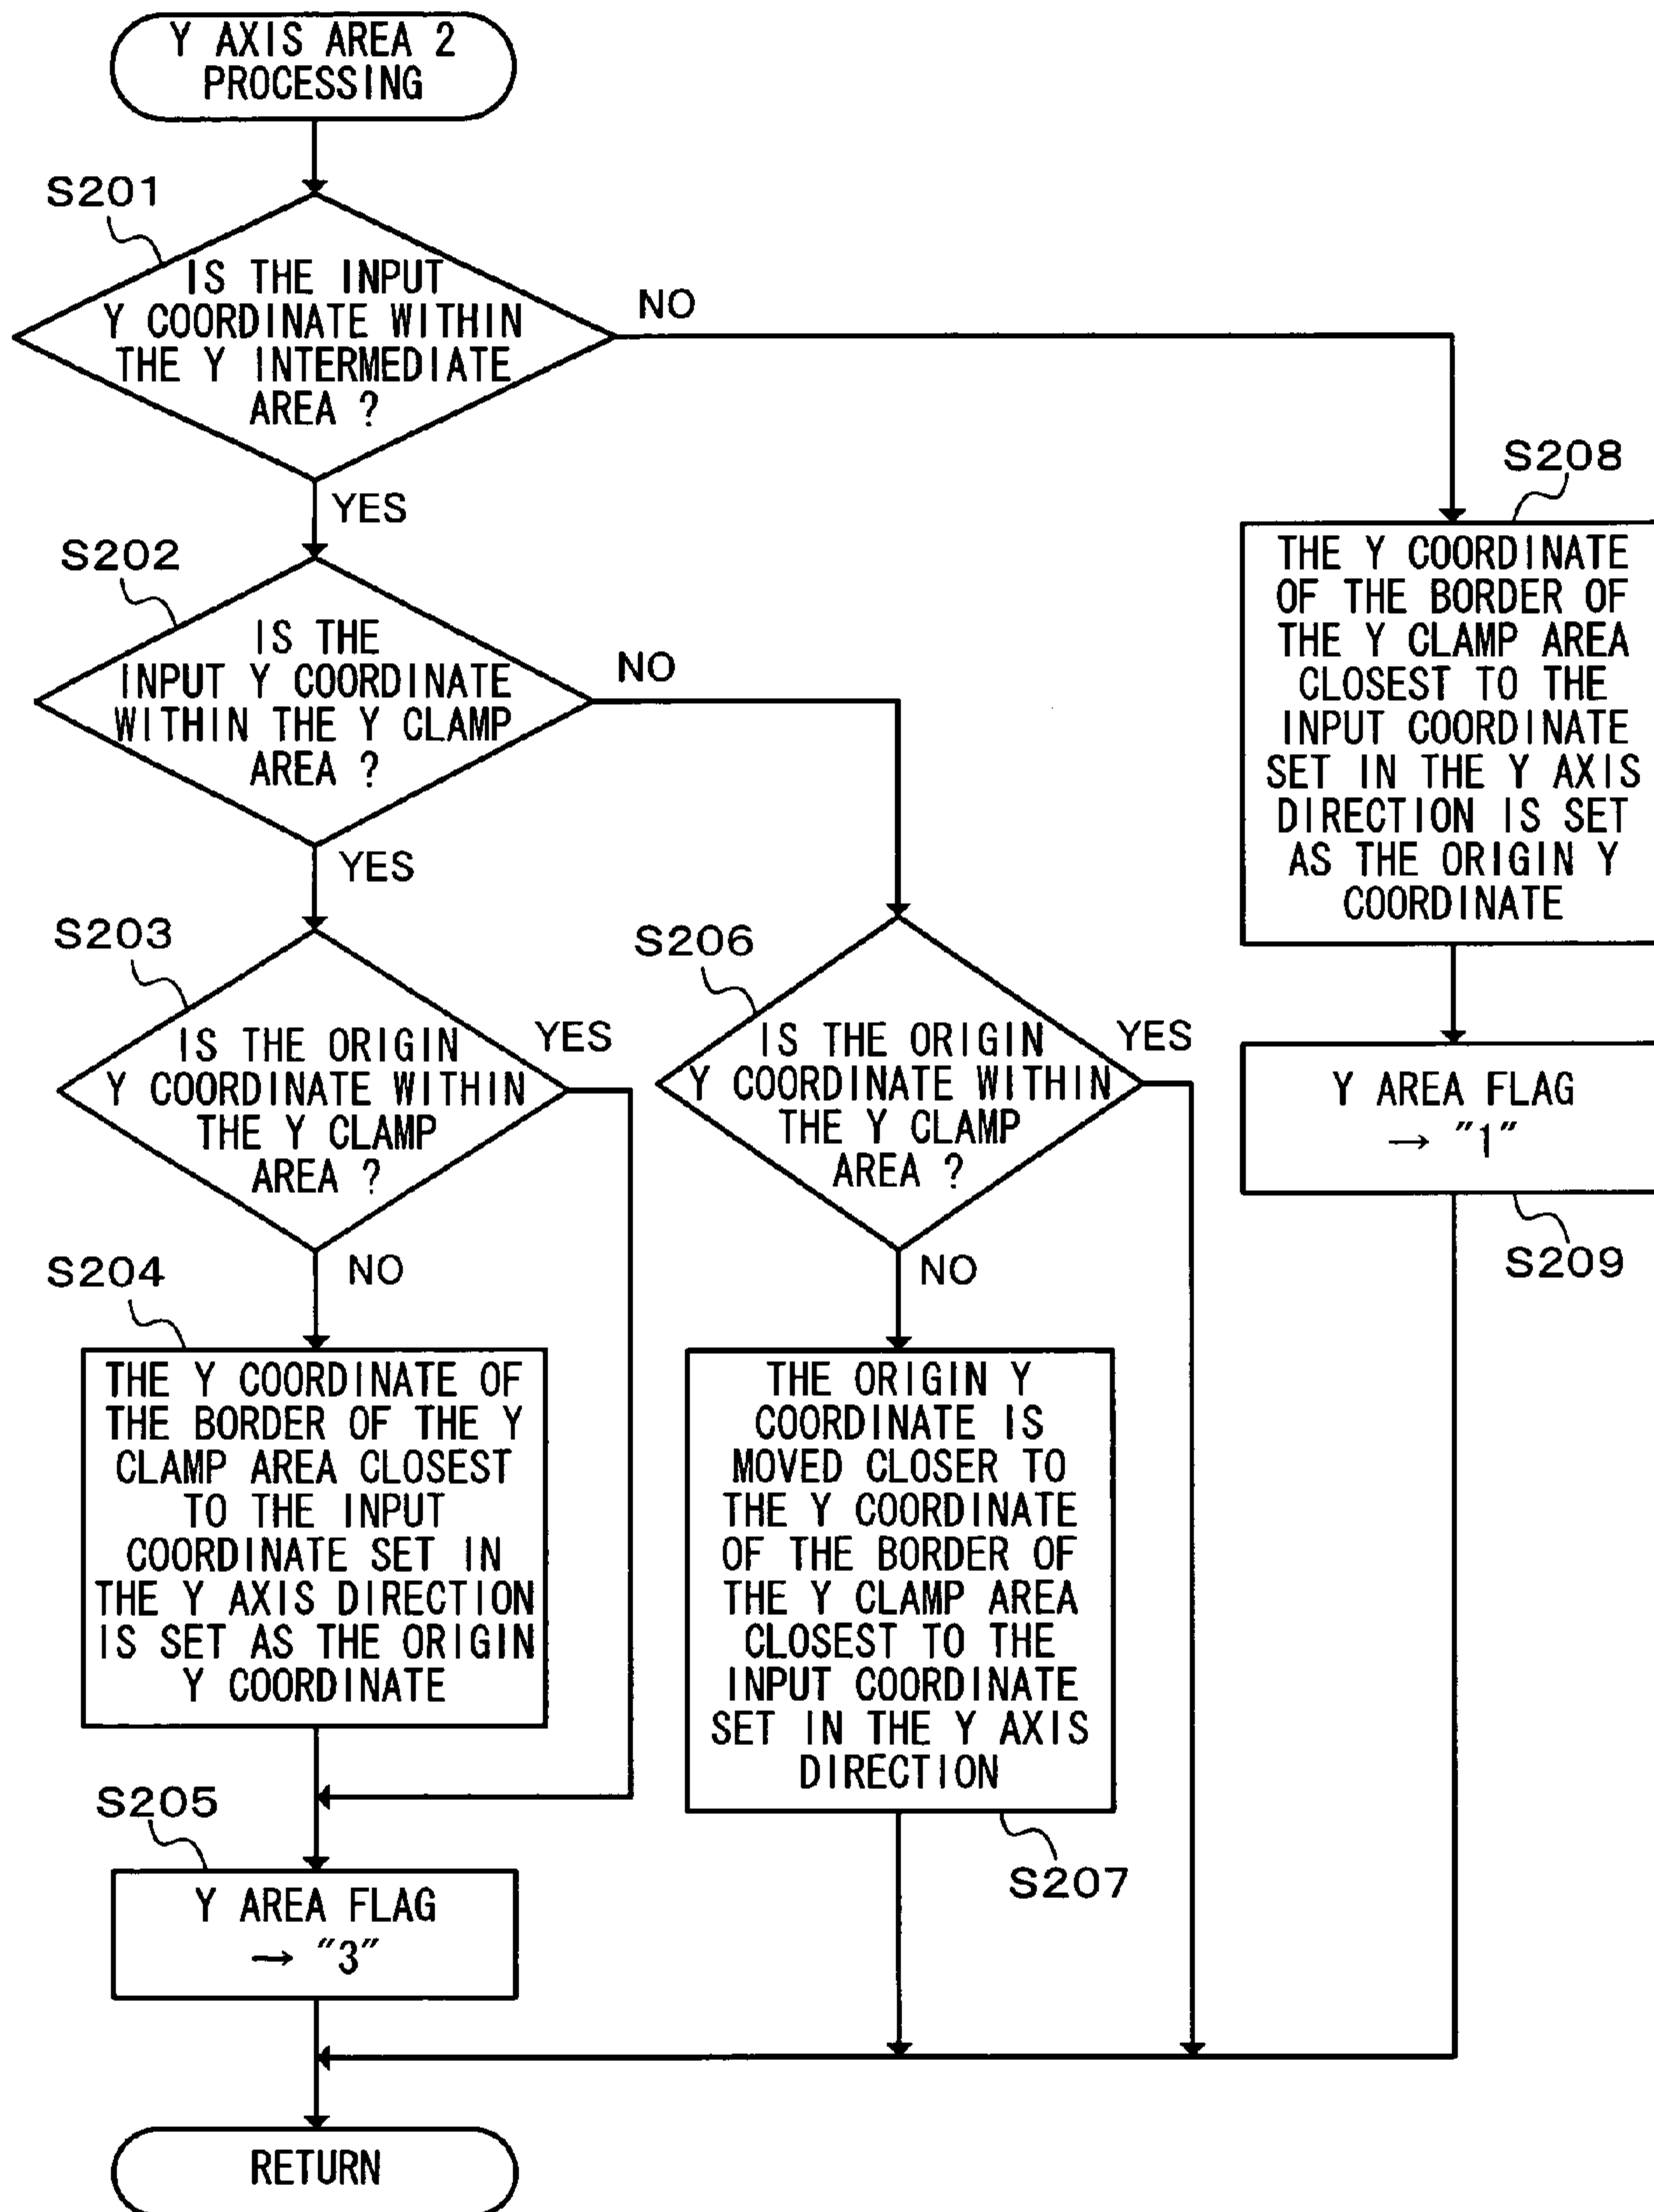 Y AXIS AREA 2
PROCESSING
S201
IS THE INPUT
Y COORDINATE WITHIN
THE Y INTERMEDIATE
AREA ?
NO
YES
S202
IS THE
INPUT Y COORDINATE
WITHIN THE Y CLAMP
AREA ?
NO
YES
S203
IS THE ORIGIN
Y COORDINATE WITHIN
THE Y CLAMP
AREA ?
YES
NO
S204
THE Y COORDINATE OF
THE BORDER OF THE Y
CLAMP AREA CLOSEST
TO THE INPUT
COORDINATE SET IN
THE Y AXIS DIRECTION
IS SET AS THE ORIGIN
Y COORDINATE
S205
Y AREA FLAG
→ "3"
S206
IS THE ORIGIN
Y COORDINATE WITHIN
THE Y CLAMP
AREA ?
YES
NO
THE ORIGIN Y
COORDINATE IS
MOVED CLOSER TO
THE Y COORDINATE
OF THE BORDER OF
THE Y CLAMP AREA
CLOSEST TO THE
INPUT COORDINATE
SET IN THE Y AXIS
DIRECTION
S207
S208
THE Y COORDINATE
OF THE BORDER OF
THE Y CLAMP AREA
CLOSEST TO THE
INPUT COORDINATE
SET IN THE Y AXIS
DIRECTION IS SET
AS THE ORIGIN Y
COORDINATE
Y AREA FLAG
→ "1"
S209
RETURN